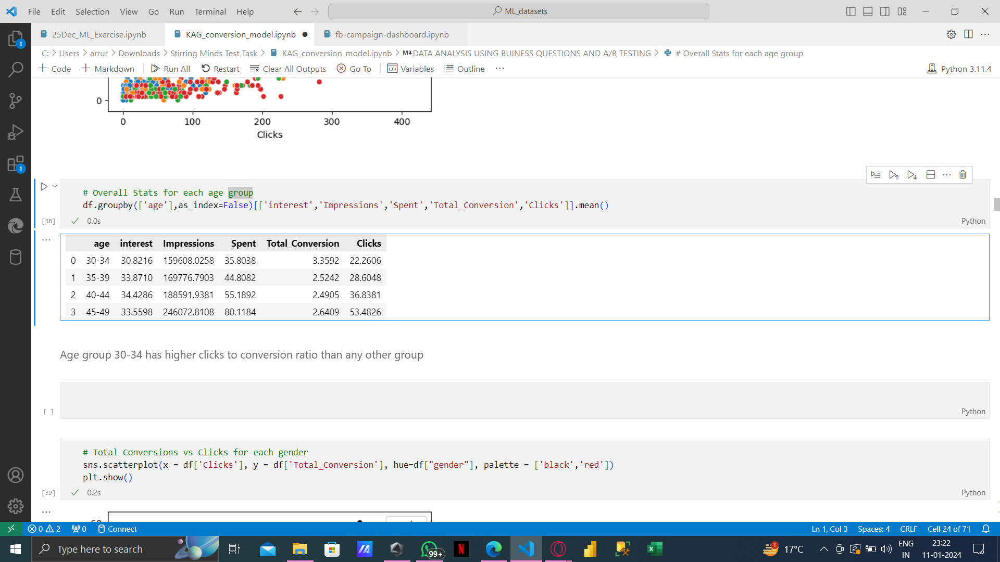 File Edit Selection View Go Run Terminal Help ML_datasets
25Dec_ML_Exercise.ipynb KAG_conversion_model.ipynb fb-campaign-dashboard.ipynb
C: > Users > arrur > Downloads > Stirring Minds Test Task > KAG_conversion_model.ipynb > M↓DATA ANALYSIS USING BUINESS QUESTIONS AND A/B TESTING > # Overall Stats for each age group
+ Code + Markdown Run All Restart Clear All Outputs Go To Variables Outline ··· Python 3.11.4
0
0 100 200 300 400
Clicks
# Overall Stats for each age group
df.groupby(['age'],as_index=False)[['interest','Impressions','Spent','Total_Conversion','Clicks']].mean()
[38] 0.0s Python
age interest Impressions Spent Total_Conversion Clicks
0 30-34 30.8216 159608.0258 35.8038 3.3592 22.2606
1 35-39 33.8710 169776.7903 44.8082 2.5242 28.6048
2 40-44 34.4286 188591.9381 55.1892 2.4905 36.8381
3 45-49 33.5598 246072.8108 80.1184 2.6409 53.4826
Age group 30-34 has higher clicks to conversion ratio than any other group
[ ] Python
# Total Conversions vs Clicks for each gender
sns.scatterplot(x = df['Clicks'], y = df['Total_Conversion'], hue=df["gender"], palette = ['black','red'])
plt.show()
[39] 0.2s Python
0 2 0 Connect Ln 1, Col 3 Spaces: 4 CRLF Cell 24 of 71
Type here to search 99+ 1 17°C ENG 23:22
IN 11-01-2024